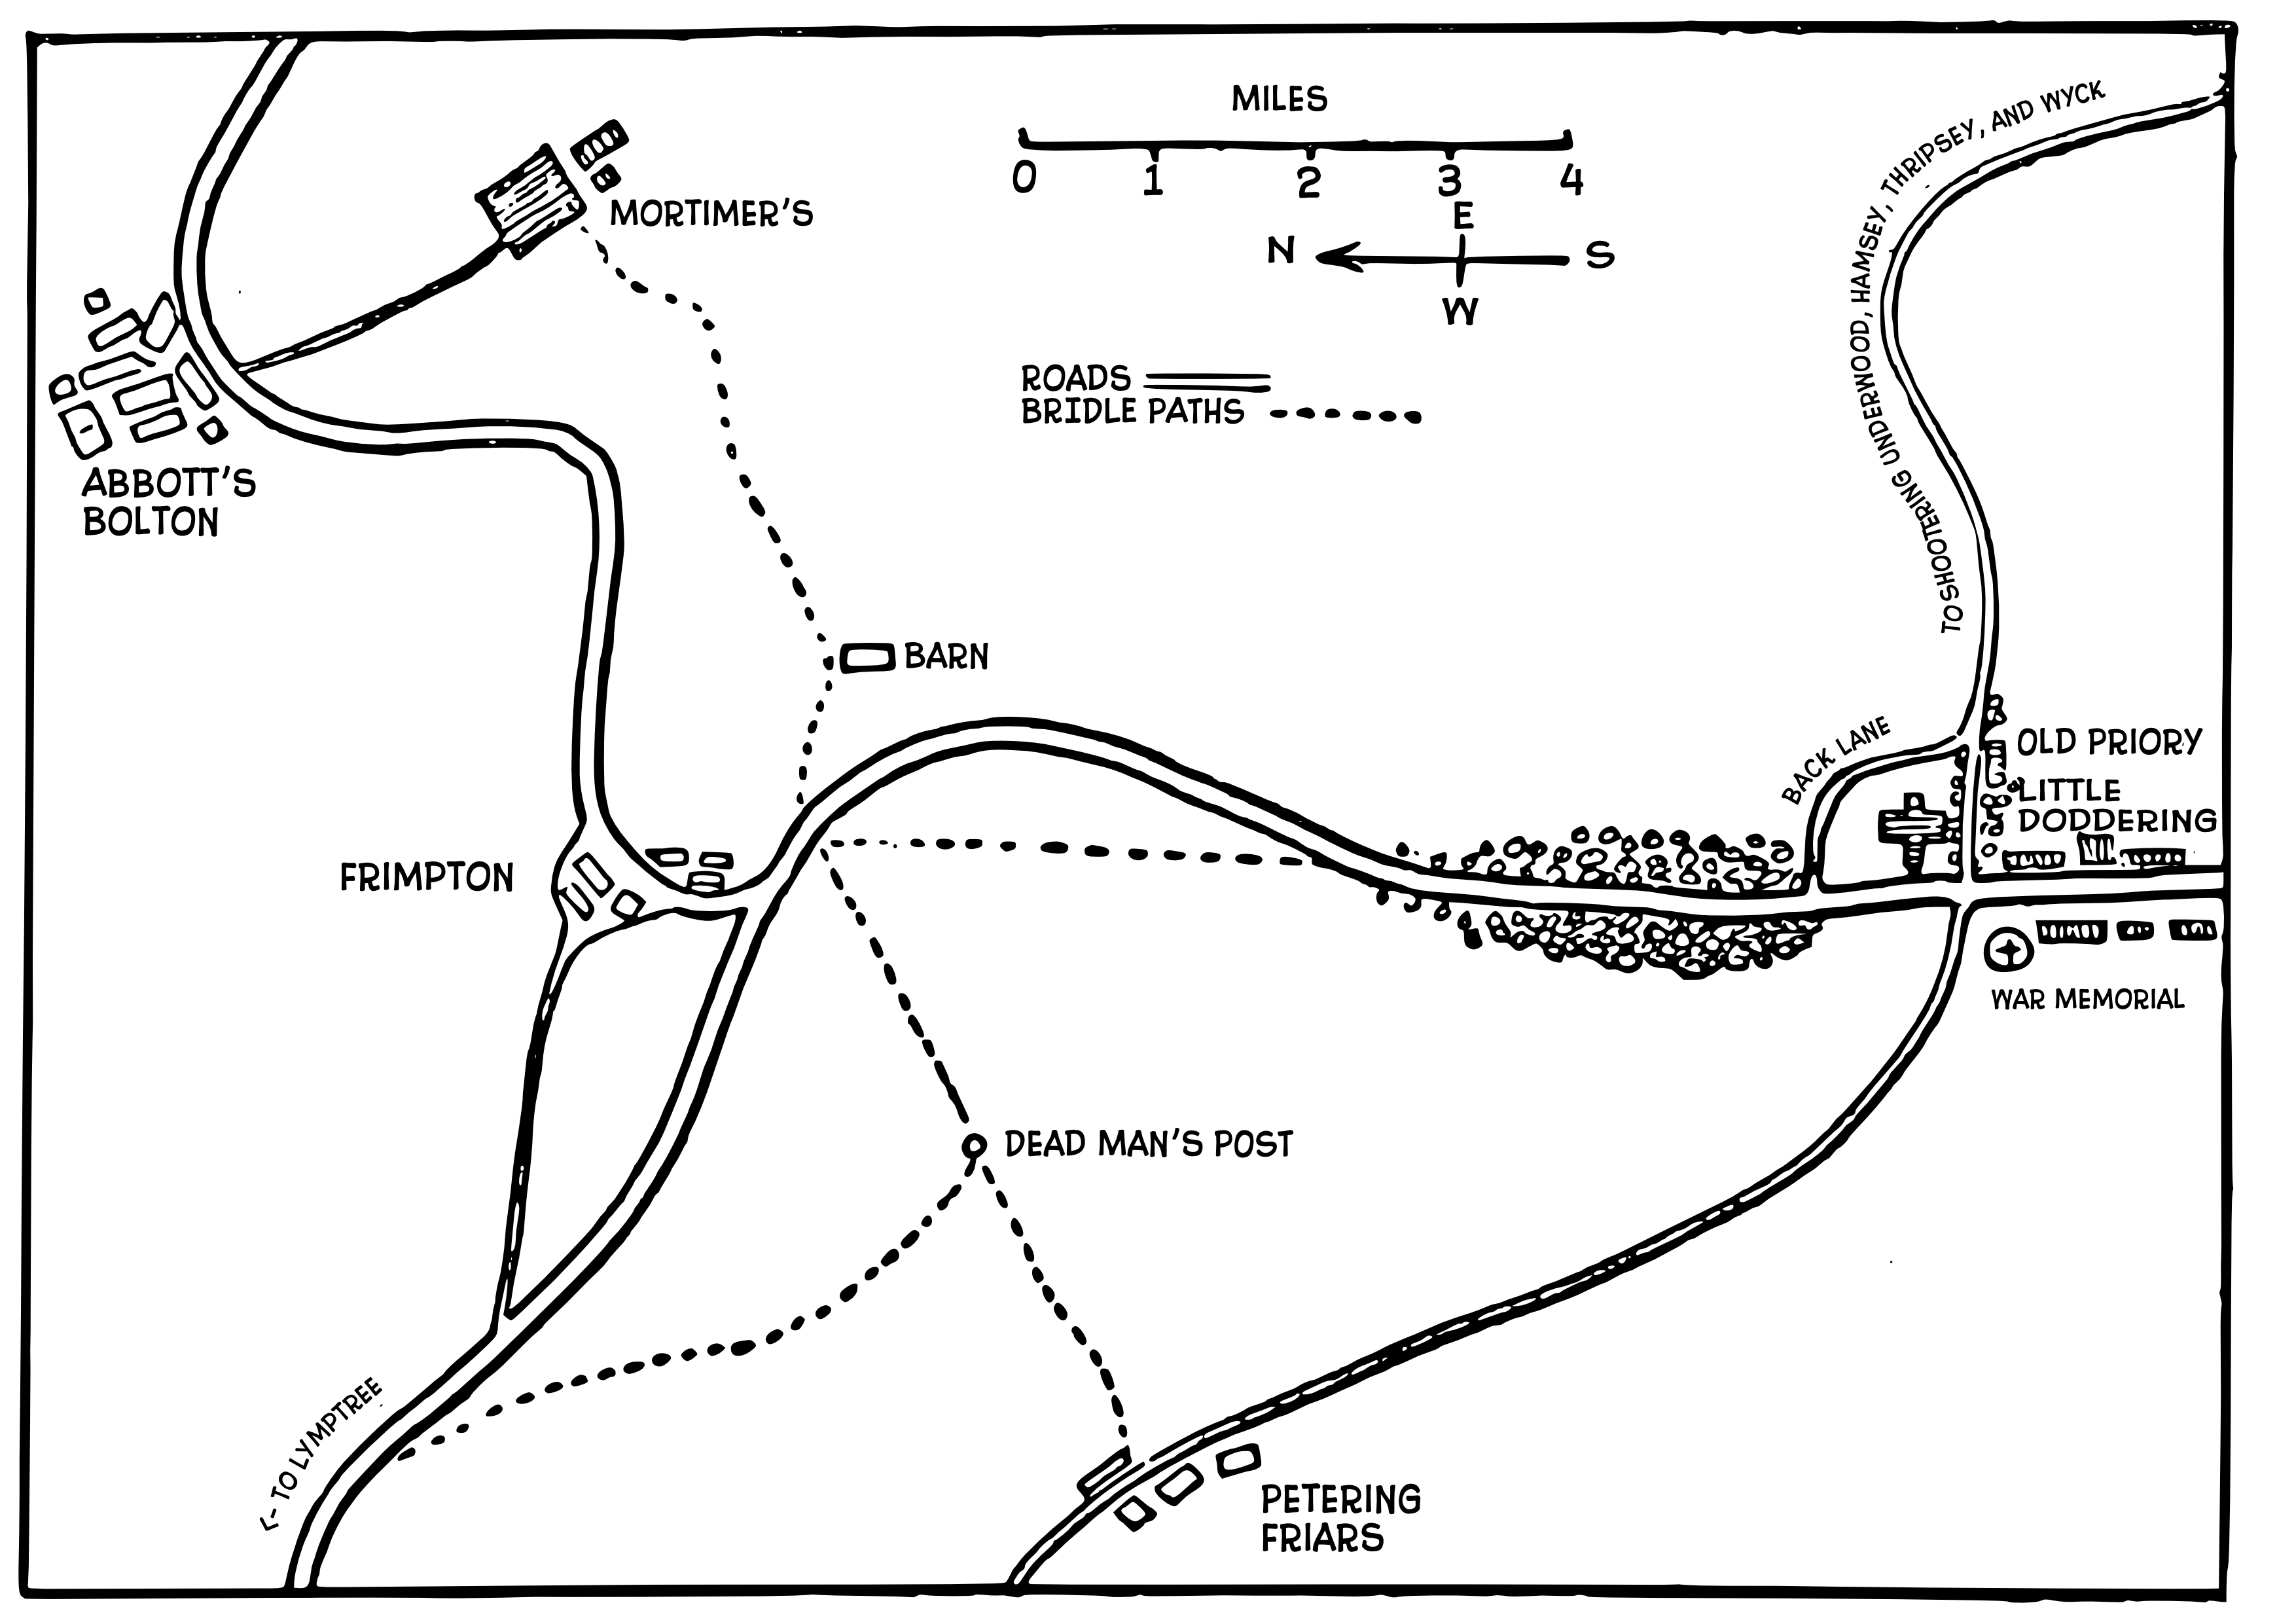 MILES
0 1 2 3 4
E
N S
W
MORTIMER'S
ROADS
BRIDLE PATHS
ABBOTT'S
BOLTON
TO SHOOTERING UNDERWOOD, HAMSEY, THRIPSEY, AND WYCK
BARN
BACK LANE
OLD PRIORY
LITTLE
DODDERING
FRIMPTON
WAR MEMORIAL
DEAD MAN'S POST
TO LYMPTREE
PETERING
FRIARS